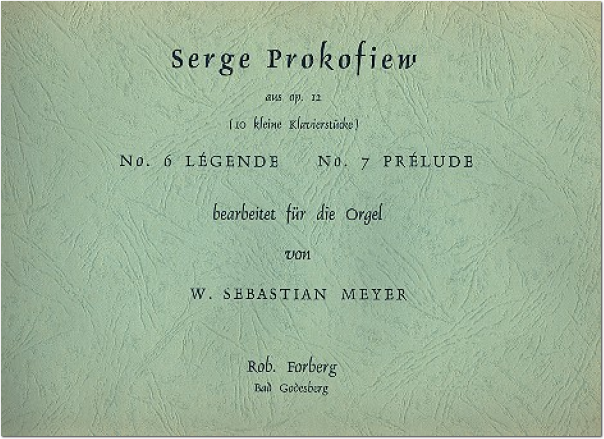 Serge Prokofiew
aus op. 12
(10 kleine Klavierstücke)
No. 6 LÉGENDE No. 7 PRÉLUDE
bearbeitet für die Orgel
von
W. SEBASTIAN MEYER
Rob. Forberg
Bad Godesberg